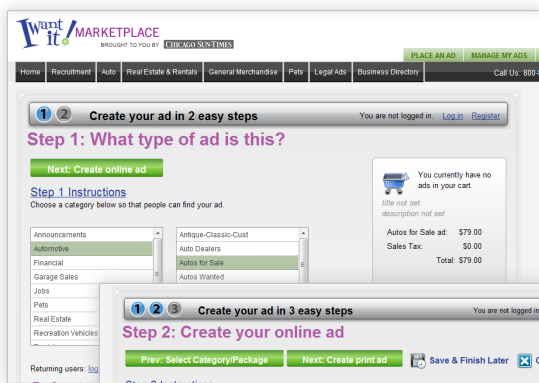 I want it! MARKETPLACE
BROUGHT TO YOU BY CHICAGO SUN-TIMES
PLACE AN AD MANAGE MY ADS
Home Recruitment Auto Real Estate & Rentals General Merchandise Pets Legal Ads Business Directory Call Us: 800-
1 2 Create your ad in 2 easy steps You are not logged in. Log in Register
Step 1: What type of ad is this?
Next: Create online ad
Step 1 Instructions
Choose a category below so that people can find your ad.
You currently have no
ads in your cart.
title not set
description not set
Autos for Sale ad: $79.00
Sales Tax: $0.00
Total: $79.00
Announcements
Automotive
Financial
Garage Sales
Jobs
Pets
Real Estate
Recreation Vehicles
Antique-Classic-Cust
Auto Dealers
Autos for Sale
Autos Wanted
Returning users: log
1 2 3 Create your ad in 3 easy steps You are not logged in
Step 2: Create your online ad
Prev: Select Category/Package Next: Create print ad Save & Finish Later